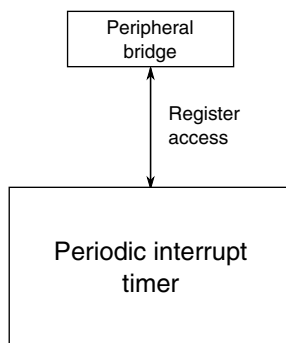 Peripheral
bridge
Register
access
Periodic interrupt
timer